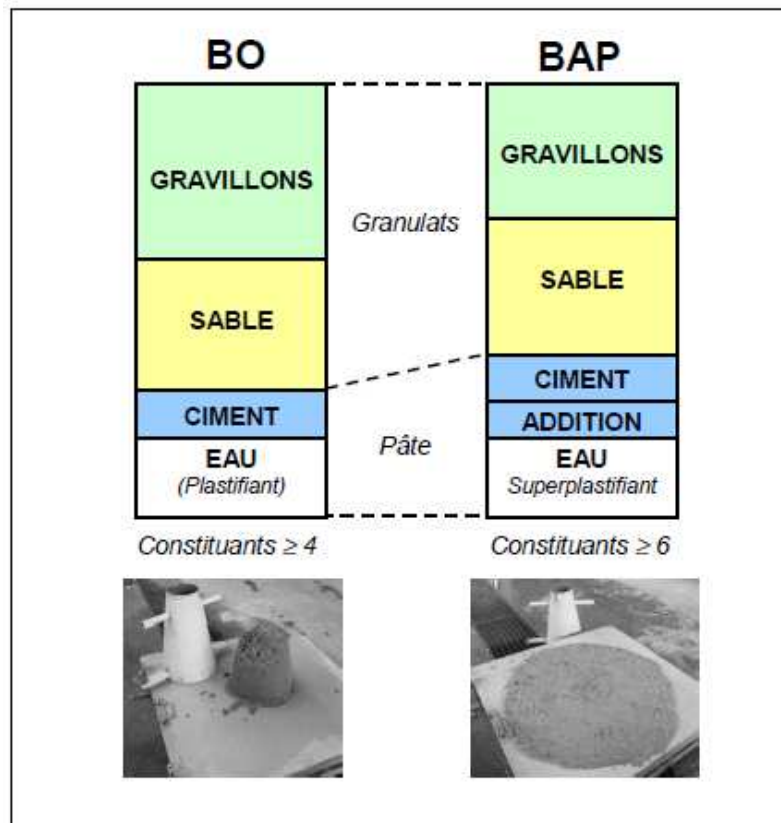 BO
BAP
GRAVILLONS
GRAVILLONS
Granulats
SABLE
SABLE
CIMENT
CIMENT
ADDITION
Pâte
EAU
(Plastifiant)
EAU
Superplastifiant
Constituants ≥ 4
Constituants ≥ 6